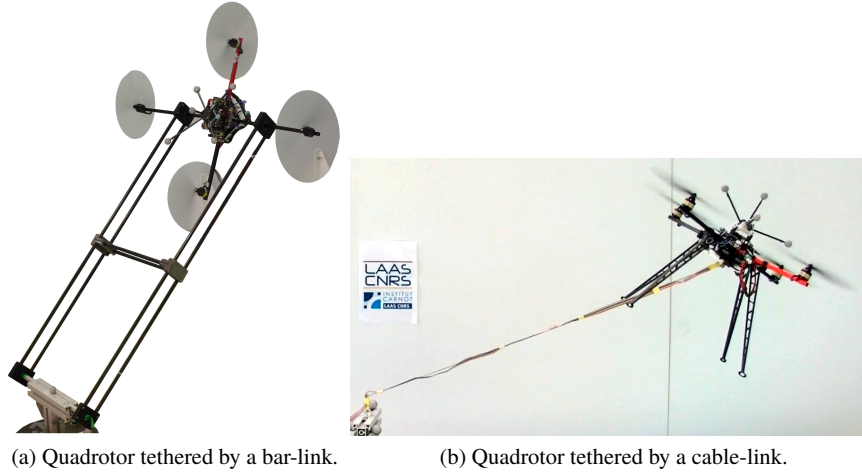 LAAS
CNRS
INSTITUT
CARNOT
LAAS CNRS
(a) Quadrotor tethered by a bar-link.
(b) Quadrotor tethered by a cable-link.